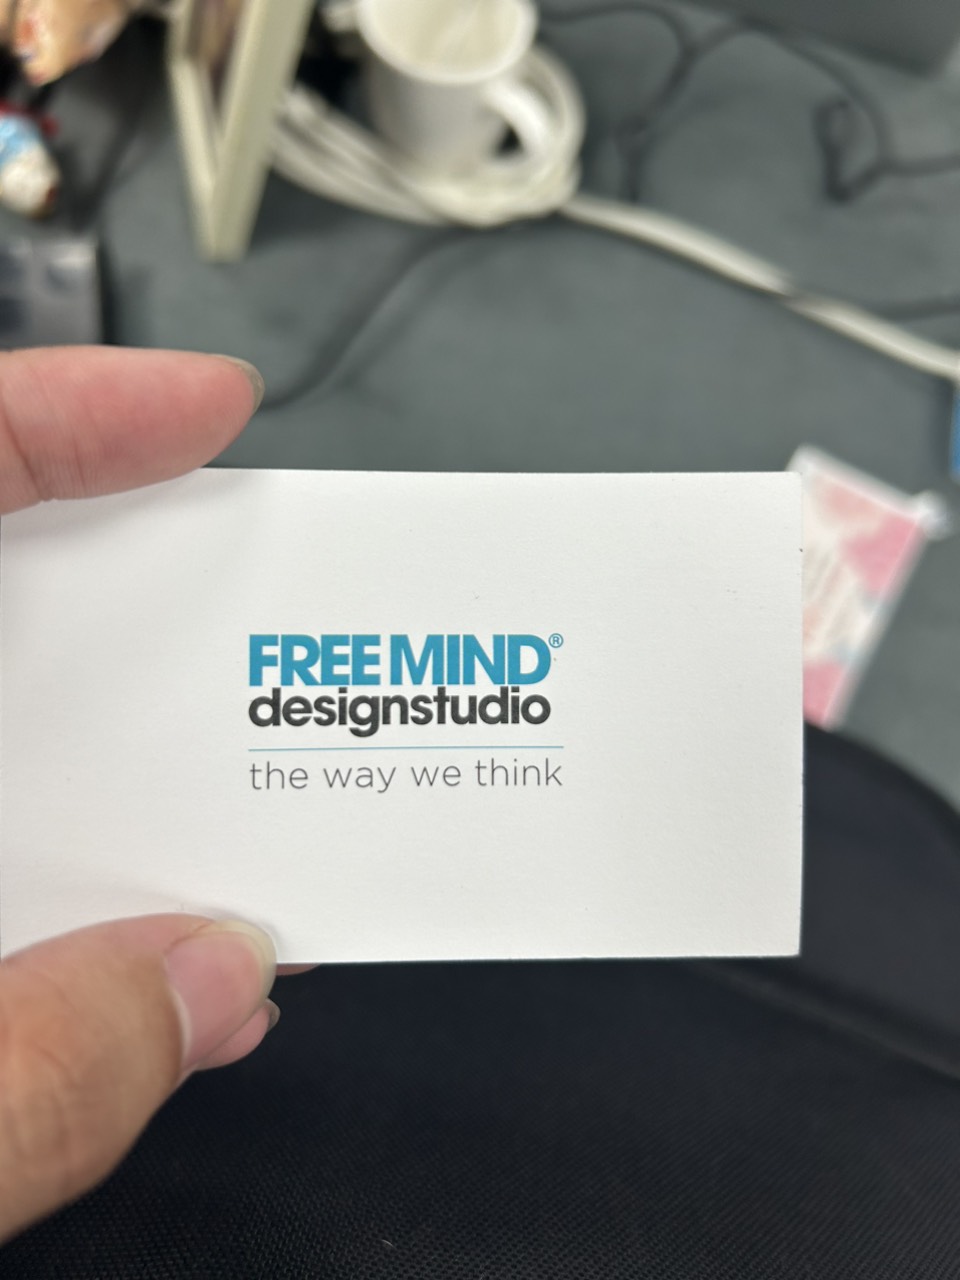 FREE MIND®
designstudio
the way we think